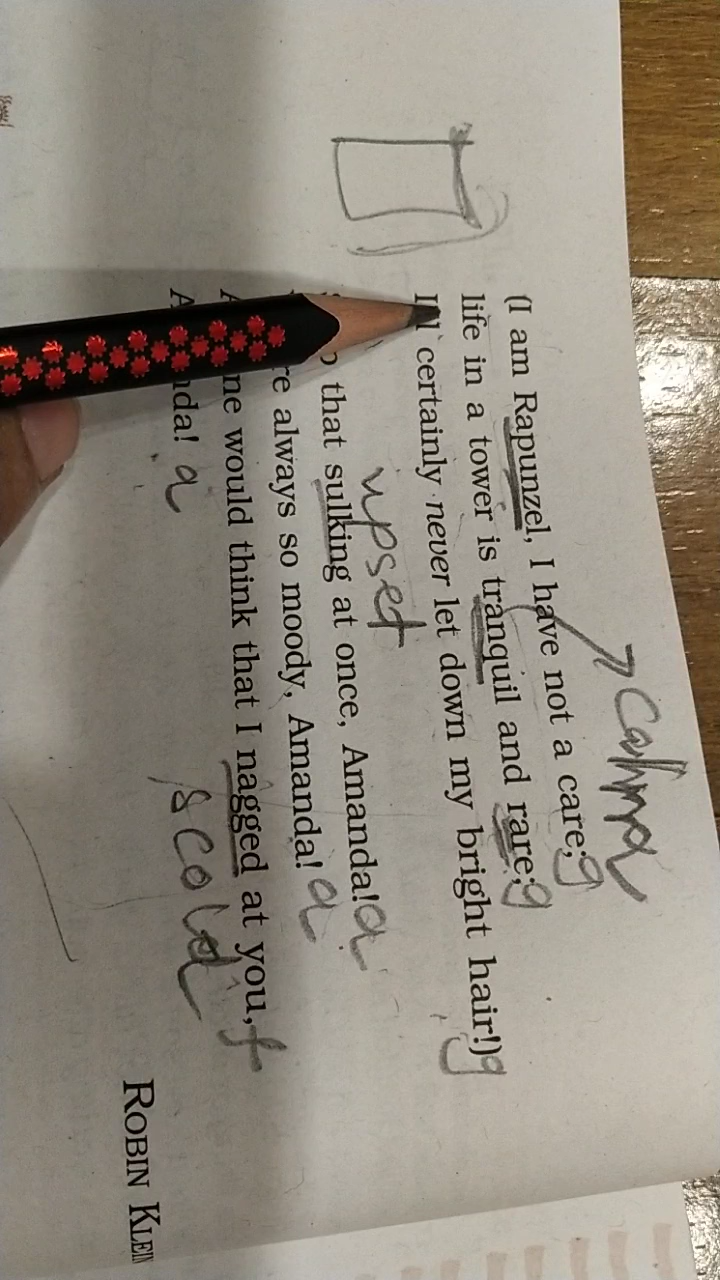 calma
(I am Rapunzel, I have not a care; g
life in a tower is tranquil and rare; g
I'll certainly never let down my bright hair!) g
upset
that sulking at once, Amanda! a
always so moody, Amanda! a
would think that I nagged at you, f
scold
a
ROBIN KLEIN